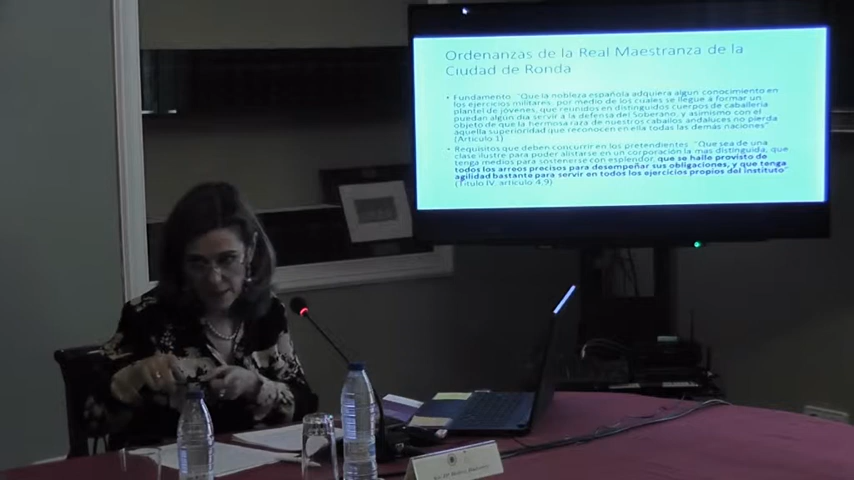 Ordenanzas de la Real Maestranza de la
Ciudad de Ronda
• Fundamento: "Que la nobleza española adquiera algún conocimiento en
los ejercicios militares, por medio de los cuales se llegue a formar un
plantel de jóvenes, que reunidos en distinguidos cuerpos de caballería
puedan algún día servir a la defensa del Soberano, y asimismo con el
objeto de que la hermosa raza de nuestros caballos andaluces no pierda
aquella superioridad que reconocen en ella todas las demás naciones"
(Artículo 1)
• Requisitos que deben concurrir en los pretendientes: "Que sea de una
clase ilustre para poder alistarse en un corporación la más distinguida, que
tenga medios para sostenerse con esplendor, que se halle provisto de
todos los arreos precisos para desempeñar sus obligaciones, y que tenga
agilidad bastante para servir en todos los ejercicios propios del instituto"
(Título IV, artículo 4,9)